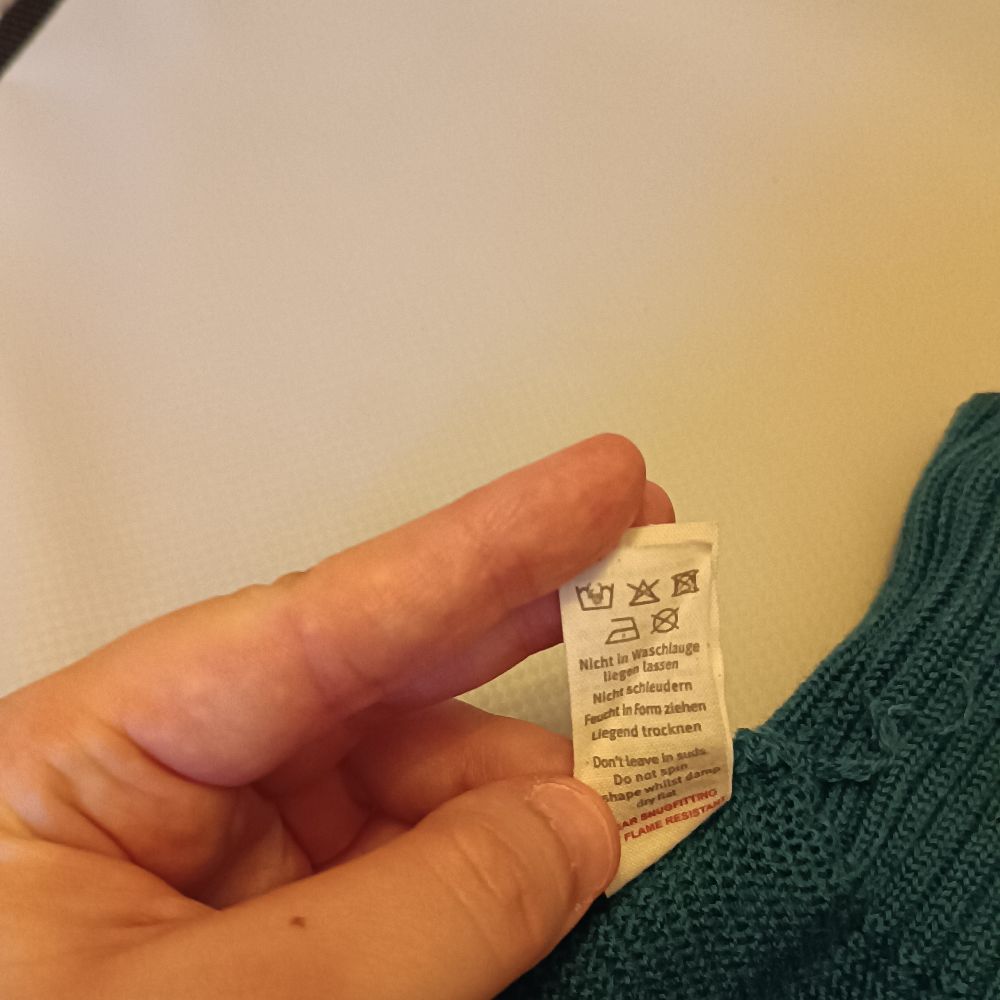 Nicht in Waschlauge
liegen lassen
Nicht schleudern
Feucht in Form ziehen
Liegend trocknen
Don't leave in suds.
Do not spin
shape whilst damp
dry flat
SNUGFITTING
FLAME RESISTANT